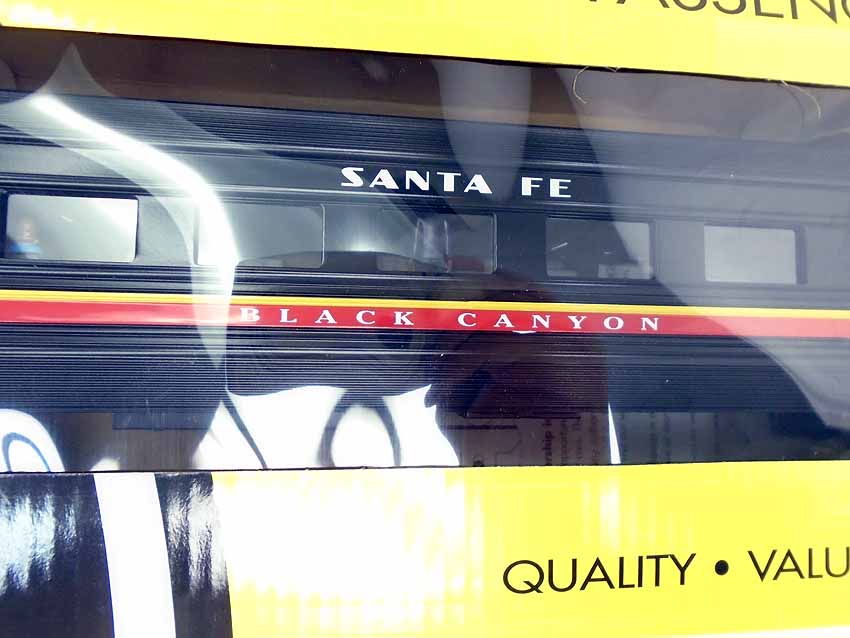 SANTA FE
BLACK CANYON
QUALITY • VALU